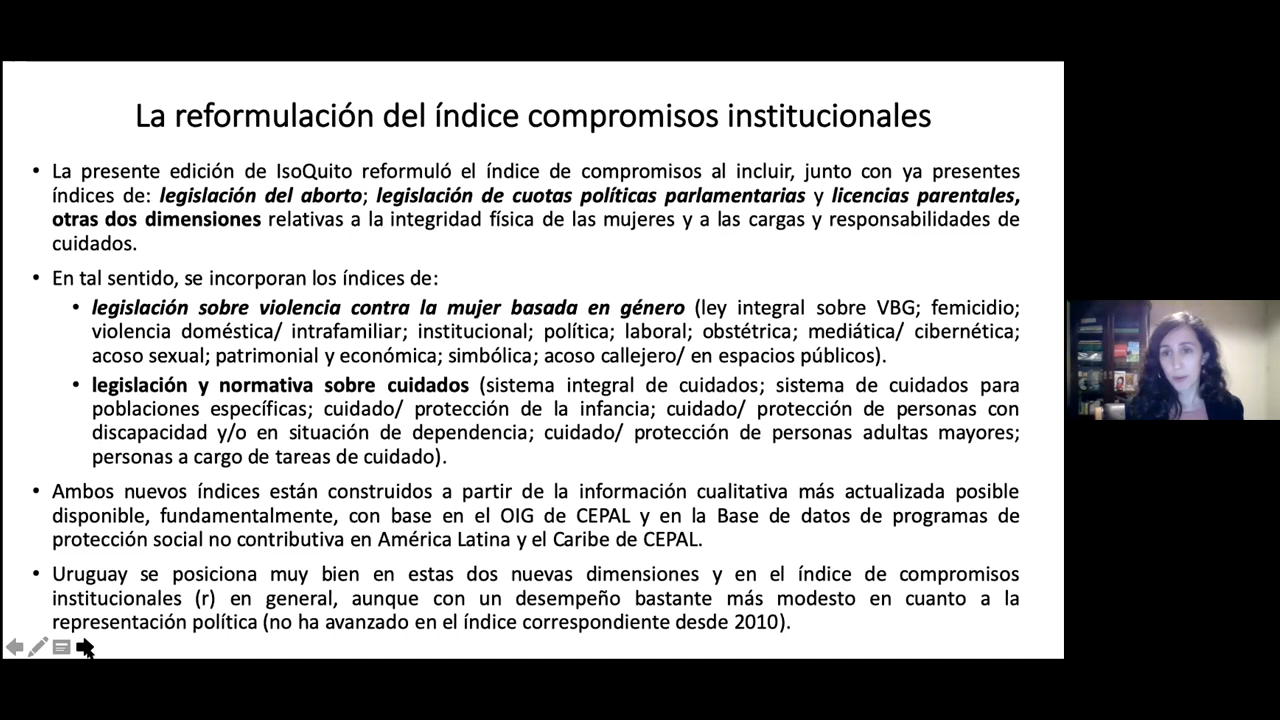 La reformulación del índice compromisos institucionales
• La presente edición de IsoQuito reformuló el índice de compromisos al incluir, junto con ya presentes
índices de: legislación del aborto; legislación de cuotas políticas parlamentarias y licencias parentales,
otras dos dimensiones relativas a la integridad física de las mujeres y a las cargas y responsabilidades de
cuidados.
• En tal sentido, se incorporan los índices de:
• legislación sobre violencia contra la mujer basada en género (ley integral sobre VBG; femicidio;
violencia doméstica/ intrafamiliar; institucional; política; laboral; obstétrica; mediática/ cibernética;
acoso sexual; patrimonial y económica; simbólica; acoso callejero/ en espacios públicos).
• legislación y normativa sobre cuidados (sistema integral de cuidados; sistema de cuidados para
poblaciones específicas; cuidado/ protección de la infancia; cuidado/ protección de personas con
discapacidad y/o en situación de dependencia; cuidado/ protección de personas adultas mayores;
personas a cargo de tareas de cuidado).
• Ambos nuevos índices están construidos a partir de la información cualitativa más actualizada posible
disponible, fundamentalmente, con base en el OIG de CEPAL y en la Base de datos de programas de
protección social no contributiva en América Latina y el Caribe de CEPAL.
• Uruguay se posiciona muy bien en estas dos nuevas dimensiones y en el índice de compromisos
institucionales (r) en general, aunque con un desempeño bastante más modesto en cuanto a la
representación política (no ha avanzado en el índice correspondiente desde 2010).